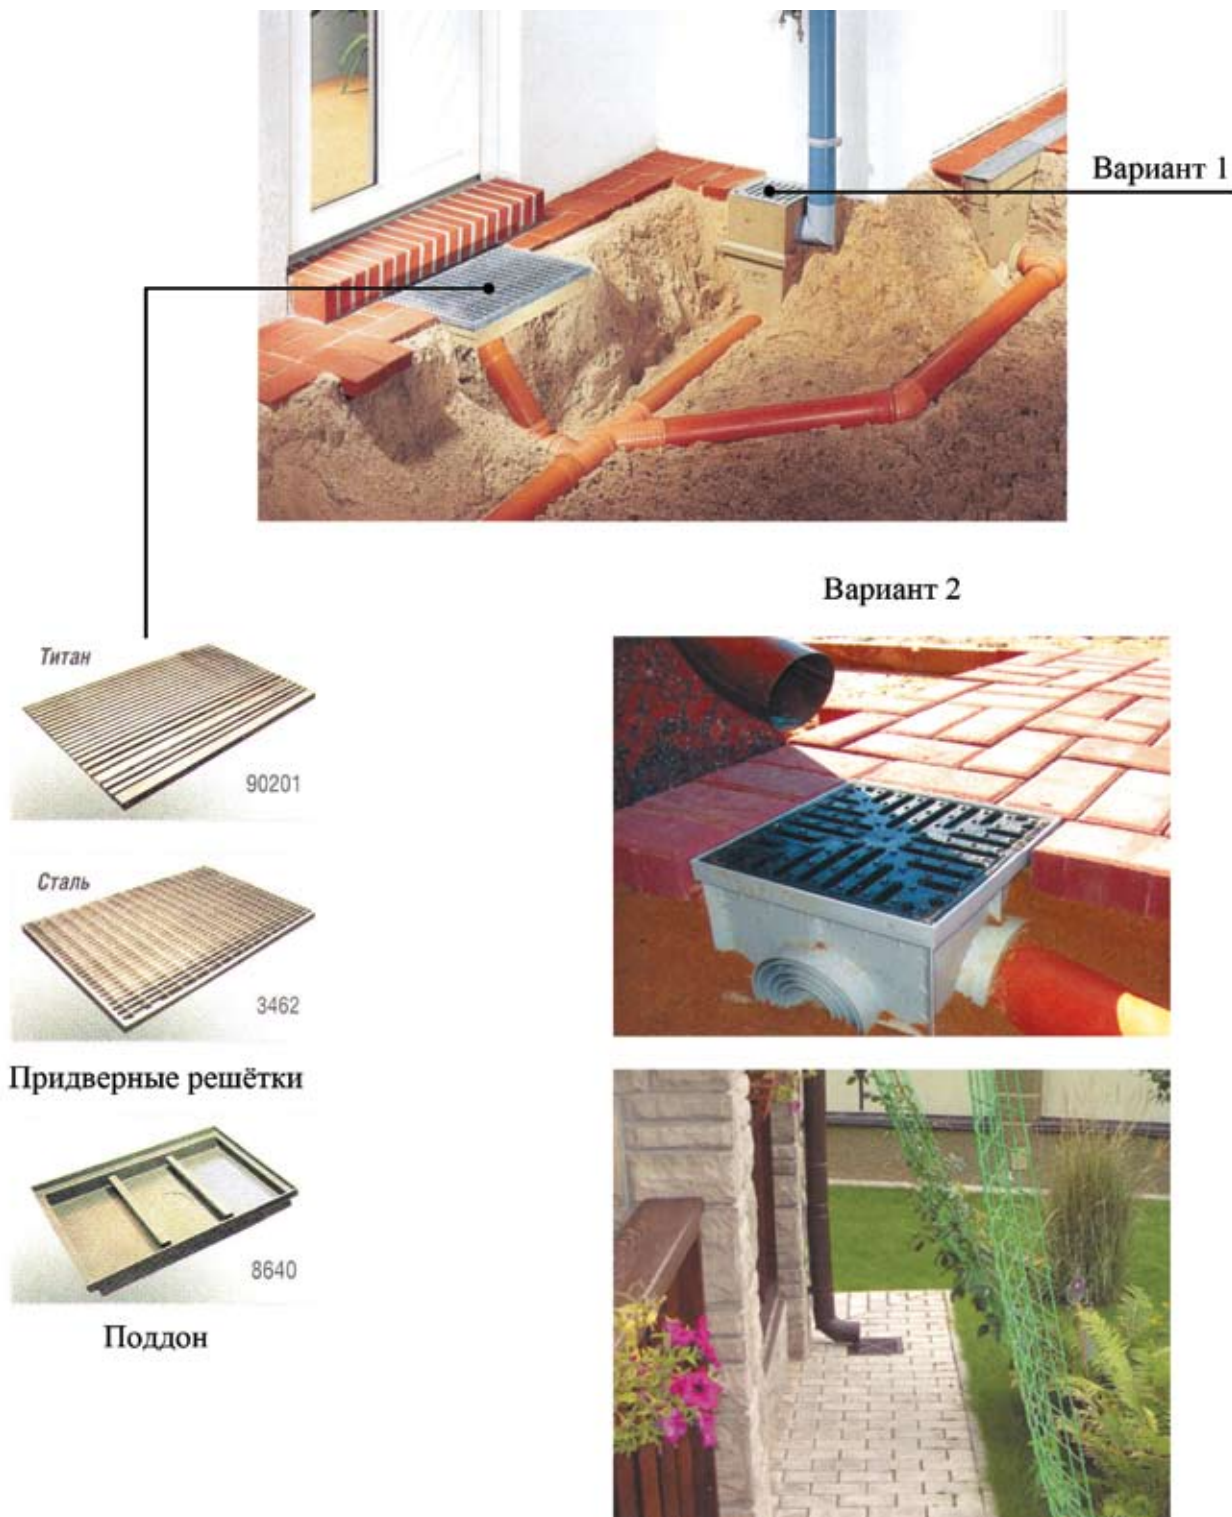 Вариант 1
Вариант 2
Титан
90201
Сталь
3462
Придверные решётки
8640
Поддон